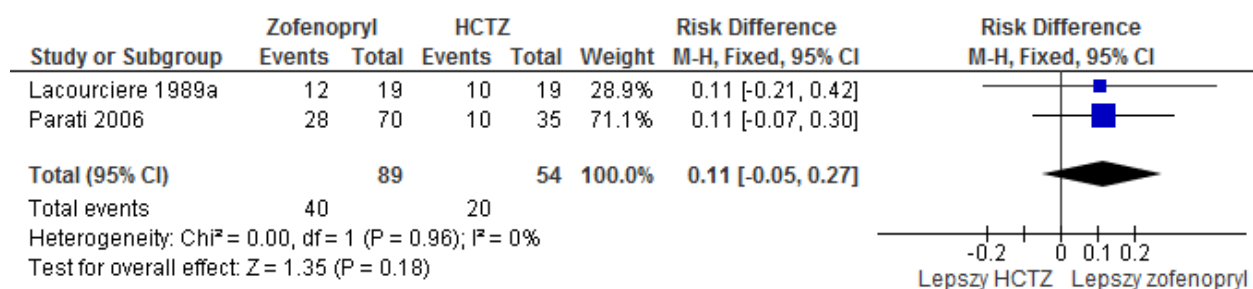 Zofenopryl HCTZ Risk Difference Risk Difference
Study or Subgroup Events Total Events Total Weight M-H, Fixed, 95% CI M-H, Fixed, 95% CI
Lacourciere 1989a 12 19 10 19 28.9% 0.11 [-0.21, 0.42]
Parati 2006 28 70 10 35 71.1% 0.11 [-0.07, 0.30]
Total (95% CI) 89 54 100.0% 0.11 [-0.05, 0.27]
Total events 40 20
Heterogeneity: Chi² = 0.00, df = 1 (P = 0.96); I² = 0%
Test for overall effect: Z = 1.35 (P = 0.18)
-0.2 0 0.1 0.2
Lepszy HCTZ Lepszy zofenopryl